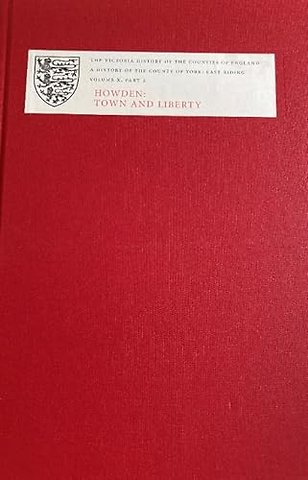 THE VICTORIA HISTORY OF THE COUNTIES OF ENGLAND
A HISTORY OF THE COUNTY OF YORK: EAST RIDING
VOLUME X, PART 2
HOWDEN:
TOWN AND LIBERTY